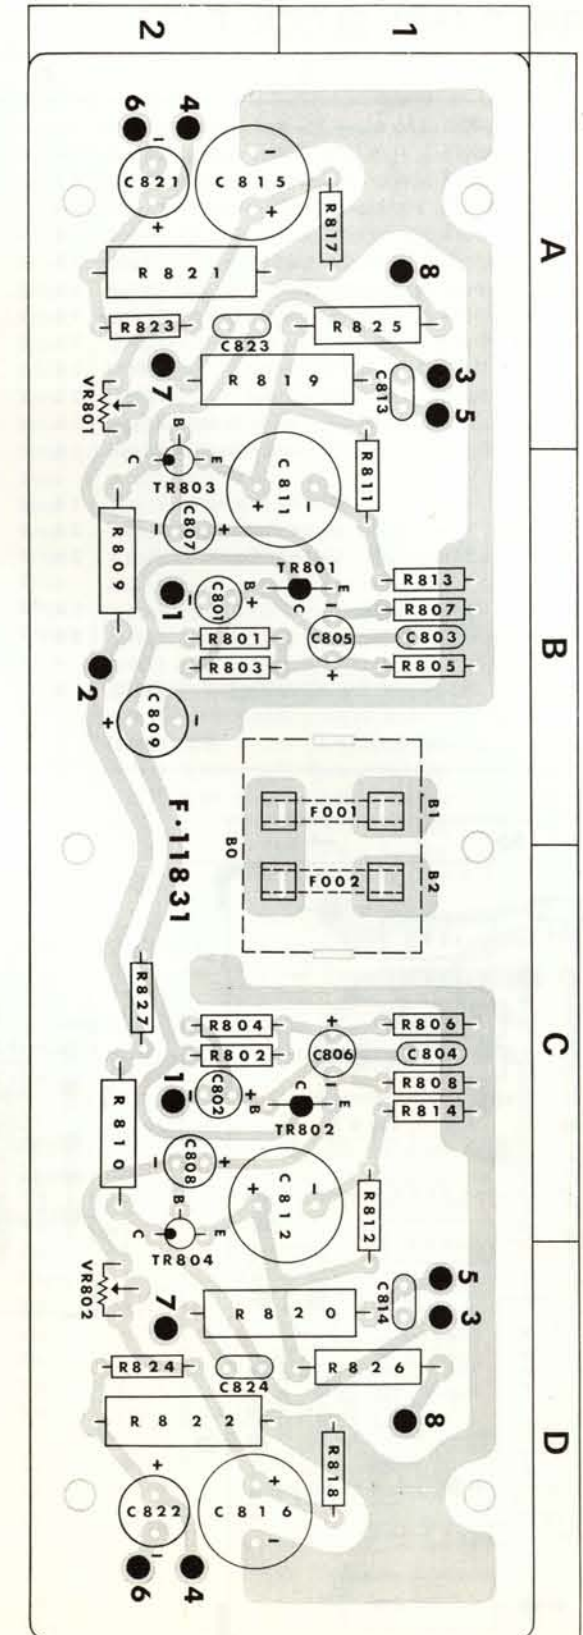 2 1
6 4
C821 C815
R817
A
R821 8
R823 C823 R825
7 R819 C813 3
VR801 5
B
C E C811 R811
TR803
C807
R809 TR801
1 C801 B E R813
C R807
R801 C805 C803 B
2 R803 R805
C809
F-11831
F001 B1
B0
F002 B2
R827
R804 R806 C
R802 C806 C804
1 C802 B C E R808
TR802 R814
R810
C808
B C812 R812
C E
TR804
VR802 C814 5
7 R820 3
R824 C824 R826
R822 8
D
R818
C822 C816
6 4